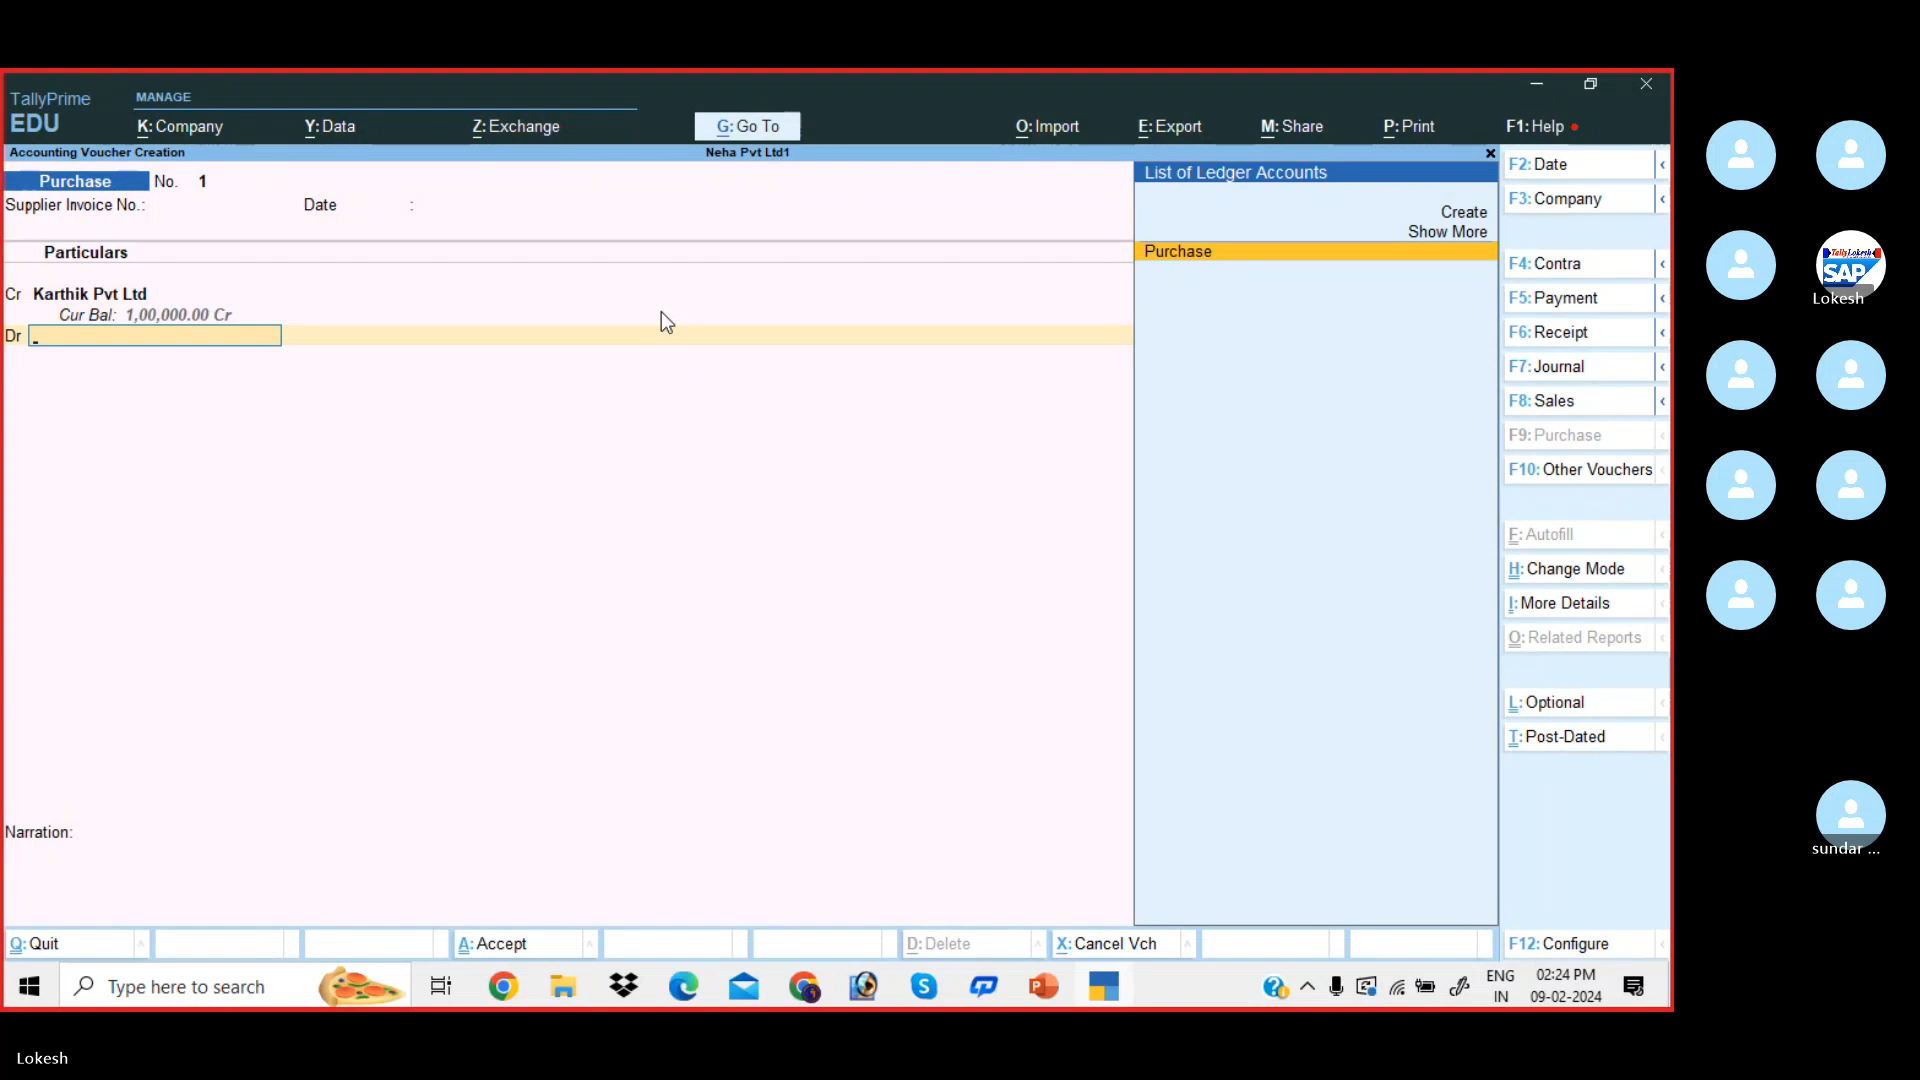 TallyPrime
EDU
MANAGE
K: Company
Y: Data
Z: Exchange
G: Go To
O: Import
E: Export
M: Share
P: Print
F1: Help
Accounting Voucher Creation
Neha Pvt Ltd1
Purchase No. 1
Supplier Invoice No.:
Date :
Particulars
Cr Karthik Pvt Ltd
Cur Bal: 1,00,000.00 Cr
Dr
Narration:
List of Ledger Accounts
Create
Show More
Purchase
F2: Date
F3: Company
F4: Contra
F5: Payment
F6: Receipt
F7: Journal
F8: Sales
F9: Purchase
F10: Other Vouchers
F: Autofill
H: Change Mode
I: More Details
O: Related Reports
L: Optional
T: Post-Dated
F12: Configure
Q: Quit
A: Accept
D: Delete
X: Cancel Vch
Type here to search
ENG
IN
02:24 PM
09-02-2024
TallyLokesh
SAP
Lokesh
sundar ...
Lokesh